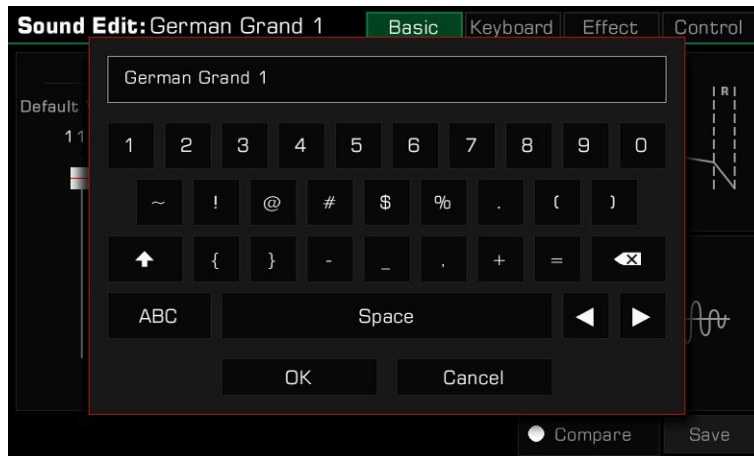 Sound Edit: German Grand 1 Basic Keyboard Effect Control
German Grand 1
Default
11
R
1 2 3 4 5 6 7 8 9 0
~ ! @ # $ % . ( )
{ } - _ , + =
ABC Space
OK Cancel
Compare Save